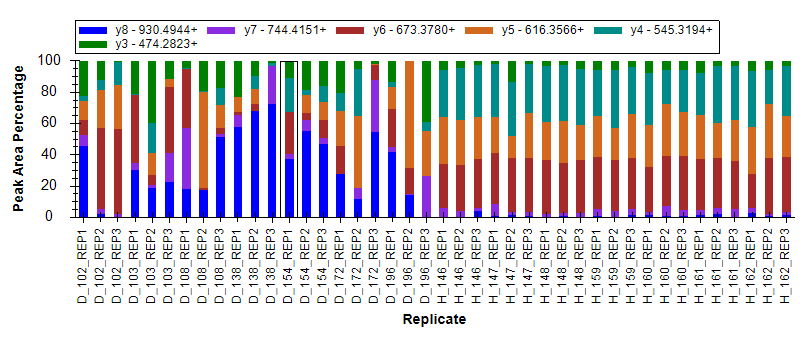 y8 - 930.4944+ y7 - 744.4151+ y6 - 673.3780+ y5 - 616.3566+ y4 - 545.3194+
y3 - 474.2823+
Peak Area Percentage
100
80
60
40
20
0
D_102_REP1
D_102_REP2
D_102_REP3
D_103_REP1
D_103_REP2
D_103_REP3
D_108_REP1
D_108_REP2
D_108_REP3
D_138_REP1
D_138_REP2
D_138_REP3
D_154_REP1
D_154_REP2
D_154_REP3
D_172_REP1
D_172_REP2
D_172_REP3
D_196_REP1
D_196_REP2
D_196_REP3
H_146_REP1
H_146_REP2
H_146_REP3
H_147_REP1
H_147_REP2
H_147_REP3
H_148_REP1
H_148_REP2
H_148_REP3
H_159_REP1
H_159_REP2
H_159_REP3
H_160_REP1
H_160_REP2
H_160_REP3
H_161_REP1
H_161_REP2
H_161_REP3
H_162_REP1
H_162_REP2
H_162_REP3
Replicate